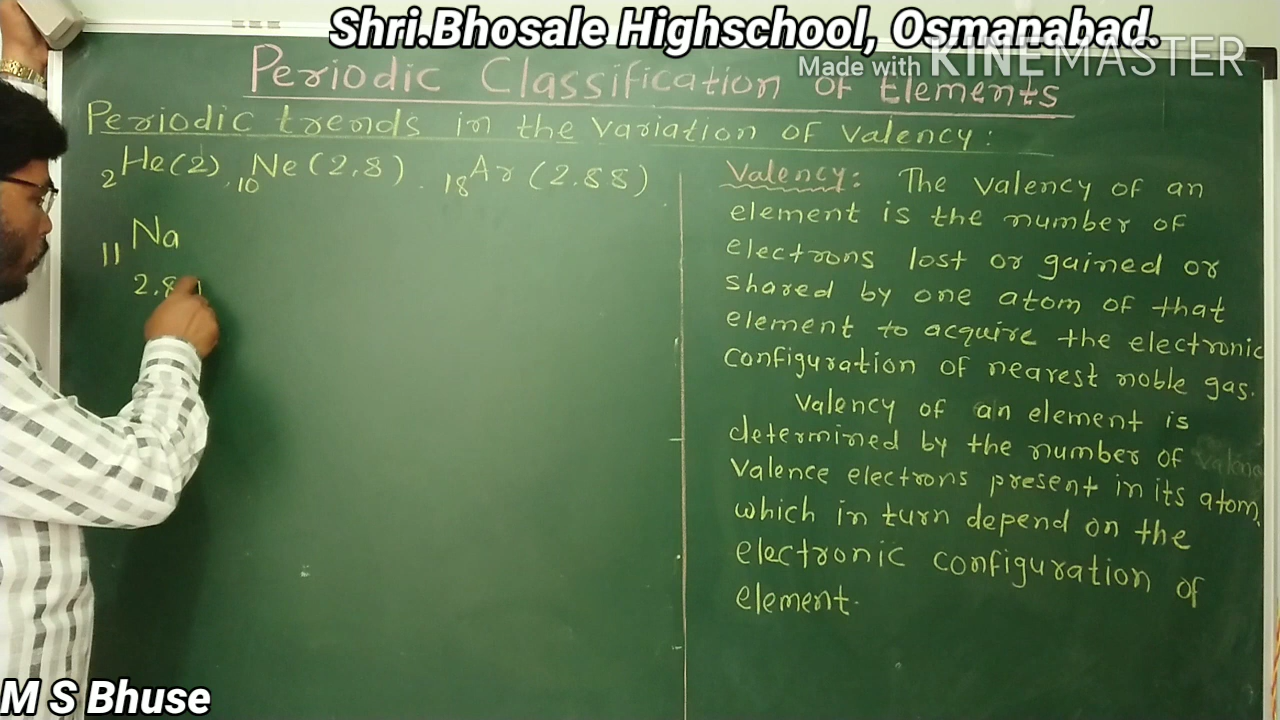 Shri.Bhosale Highschool, Osmanabad.
Made with KINEMASTER
Periodic Classification of Elements
Periodic trends in the variation of valency:
2He(2), 10Ne(2,8). 18Ar(2.88)
11Na
2.8
Valency: The valency of an
element is the number of
electrons lost or gained or
shared by one atom of that
element to acquire the electronic
configuration of nearest noble gas.
Valency of an element is
determined by the number of
valence electrons present in its atom,
which in turn depend on the
electronic configuration of
element.
M S Bhuse